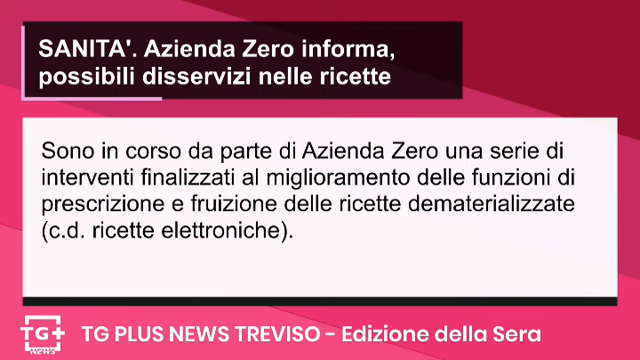 SANITA'. Azienda Zero informa,
possibili disservizi nelle ricette
Sono in corso da parte di Azienda Zero una serie di
interventi finalizzati al miglioramento delle funzioni di
prescrizione e fruizione delle ricette dematerializzate
(c.d. ricette elettroniche).
TG+
NEWS
TG PLUS NEWS TREVISO - Edizione della Sera